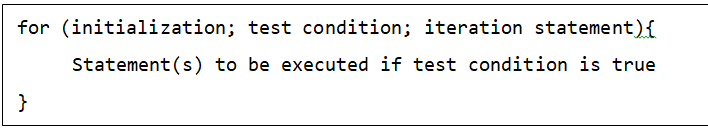 for (initialization; test condition; iteration statement){
Statement(s) to be executed if test condition is true
}